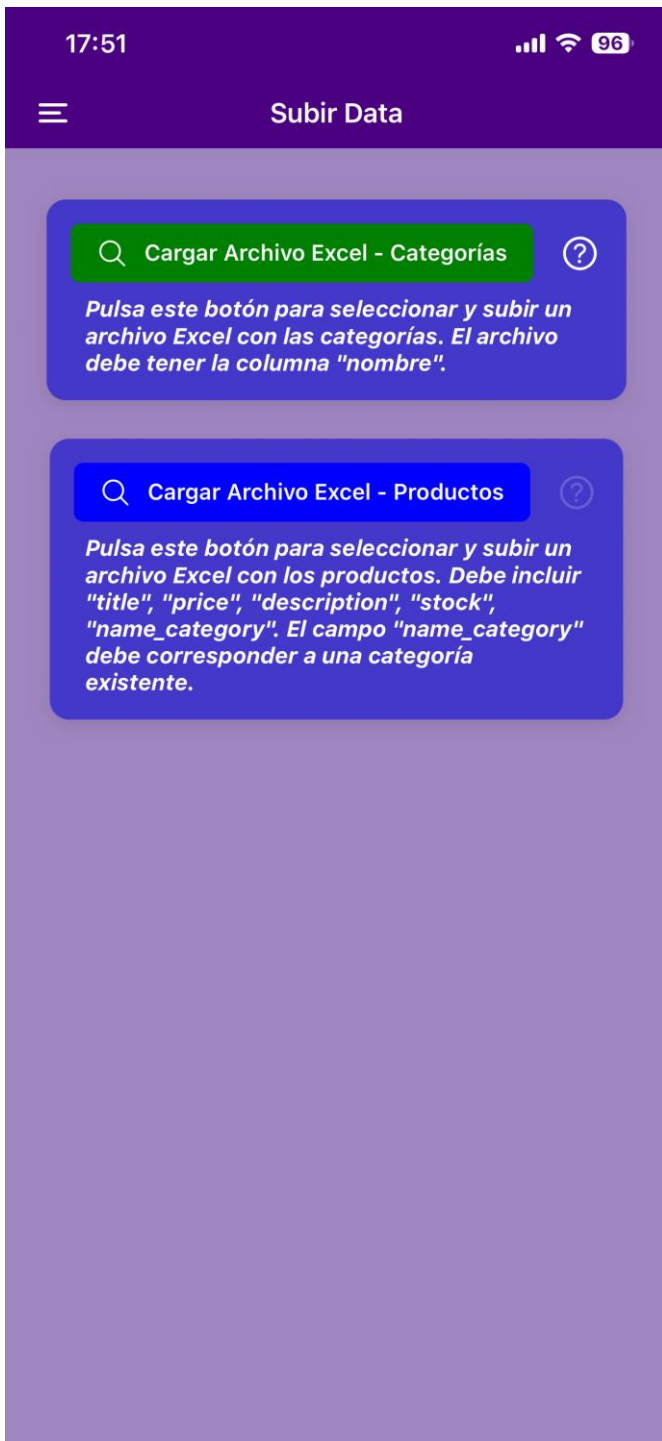 17:51
96
Subir Data
Cargar Archivo Excel - Categorías
?
Pulsa este botón para seleccionar y subir un
archivo Excel con las categorías. El archivo
debe tener la columna "nombre".
Cargar Archivo Excel - Productos
?
Pulsa este botón para seleccionar y subir un
archivo Excel con los productos. Debe incluir
"title", "price", "description", "stock",
"name_category". El campo "name_category"
debe corresponder a una categoría
existente.